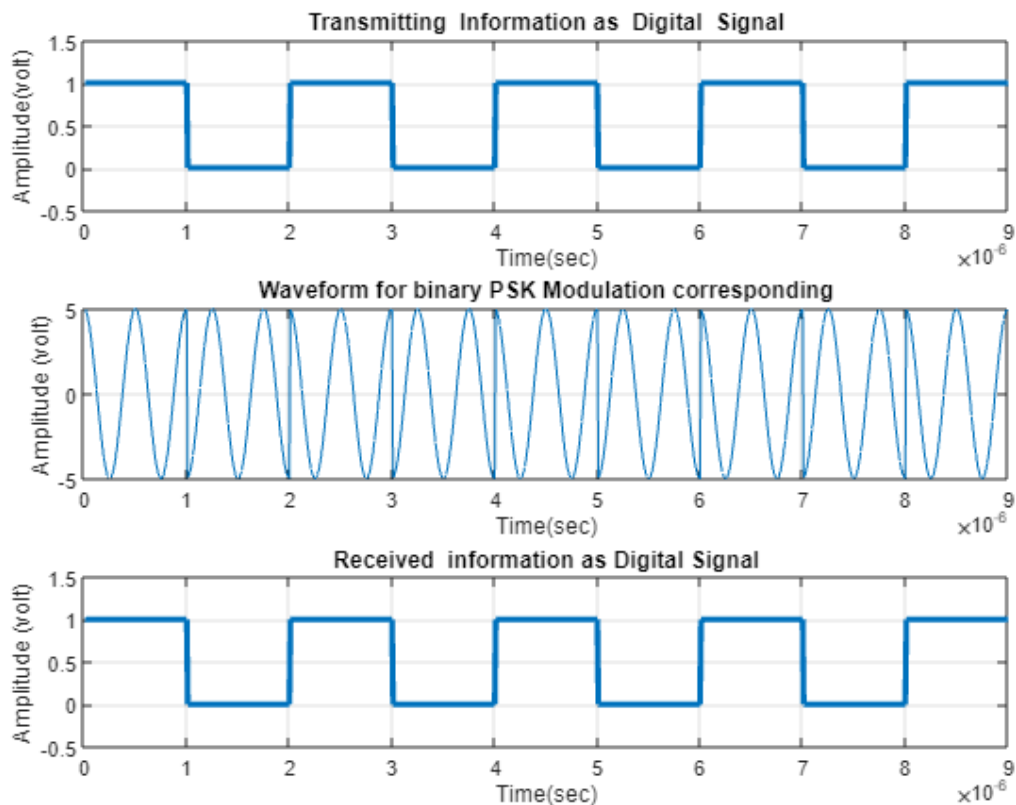 Transmitting Information as Digital Signal
1.5
1
0.5
0
-0.5
Amplitude(volt)
0 1 2 3 4 5 6 7 8 9
Time(sec)
×10-6
Waveform for binary PSK Modulation corresponding
5
0
-5
Amplitude (volt)
0 1 2 3 4 5 6 7 8 9
Time(sec)
×10-6
Received information as Digital Signal
1.5
1
0.5
0
-0.5
Amplitude (volt)
0 1 2 3 4 5 6 7 8 9
Time(sec)
×10-6